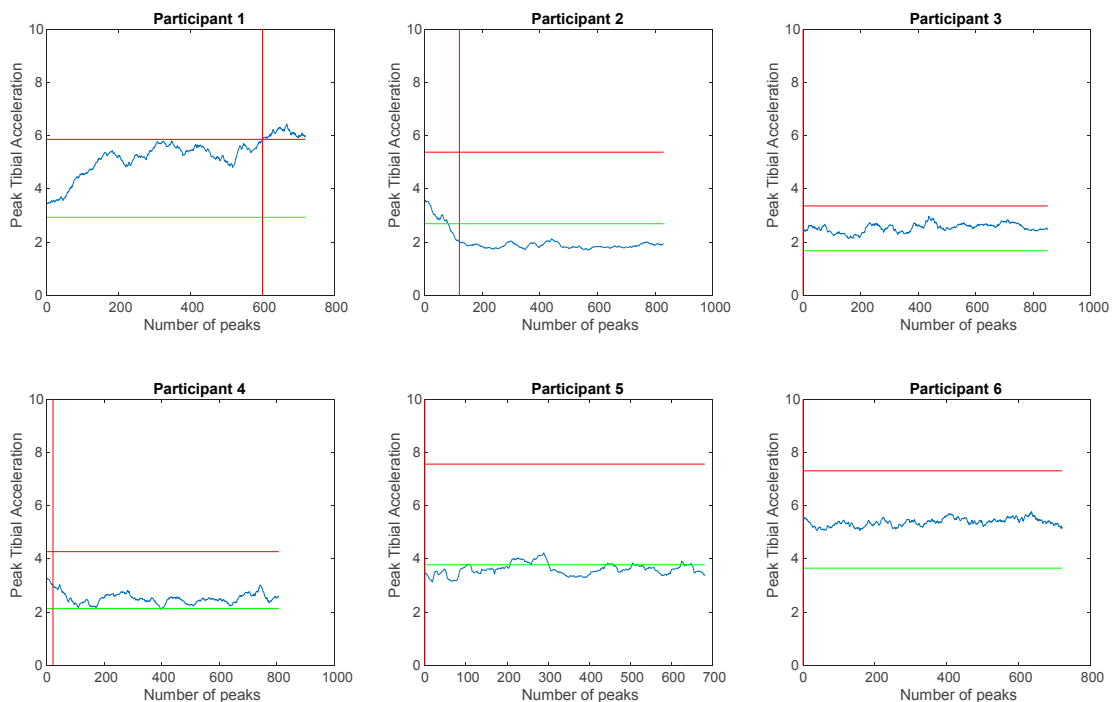 Participant 1
Participant 2
Participant 3
10
8
6
4
2
0
Peak Tibial Acceleration
0 200 400 600 800
Number of peaks
10
8
6
4
2
0
Peak Tibial Acceleration
0 200 400 600 800 1000
Number of peaks
10
8
6
4
2
0
Peak Tibial Acceleration
0 200 400 600 800 1000
Number of peaks
Participant 4
Participant 5
Participant 6
10
8
6
4
2
0
Peak Tibial Acceleration
0 200 400 600 800 1000
Number of peaks
10
8
6
4
2
0
Peak Tibial Acceleration
0 100 200 300 400 500 600 700
Number of peaks
10
8
6
4
2
0
Peak Tibial Acceleration
0 200 400 600 800
Number of peaks